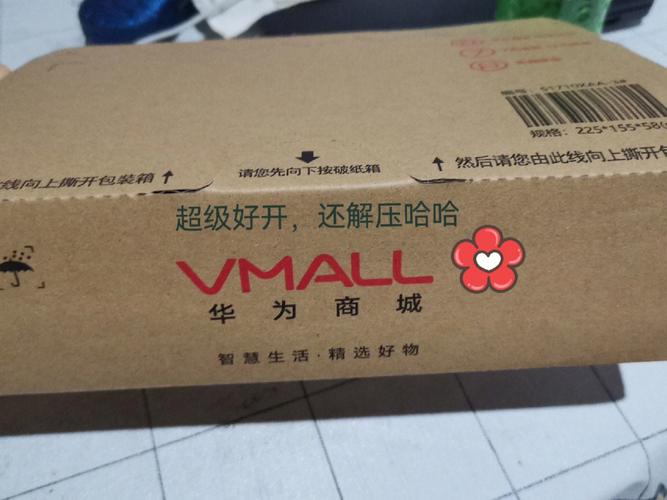 规格：225*155*58
请您先向下按破纸箱
线向上撕开包装箱
然后请您由此线向上撕开包
超级好开，还解压哈哈
VMALL
华为商城
智慧生活·精选好物